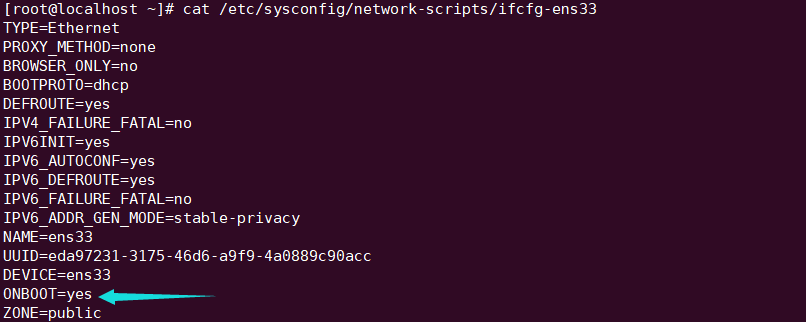 [root@localhost ~]# cat /etc/sysconfig/network-scripts/ifcfg-ens33
TYPE=Ethernet
PROXY_METHOD=none
BROWSER_ONLY=no
BOOTPROTO=dhcp
DEFROUTE=yes
IPV4_FAILURE_FATAL=no
IPV6INIT=yes
IPV6_AUTOCONF=yes
IPV6_DEFROUTE=yes
IPV6_FAILURE_FATAL=no
IPV6_ADDR_GEN_MODE=stable-privacy
NAME=ens33
UUID=eda97231-3175-46d6-a9f9-4a0889c90acc
DEVICE=ens33
ONBOOT=yes
ZONE=public